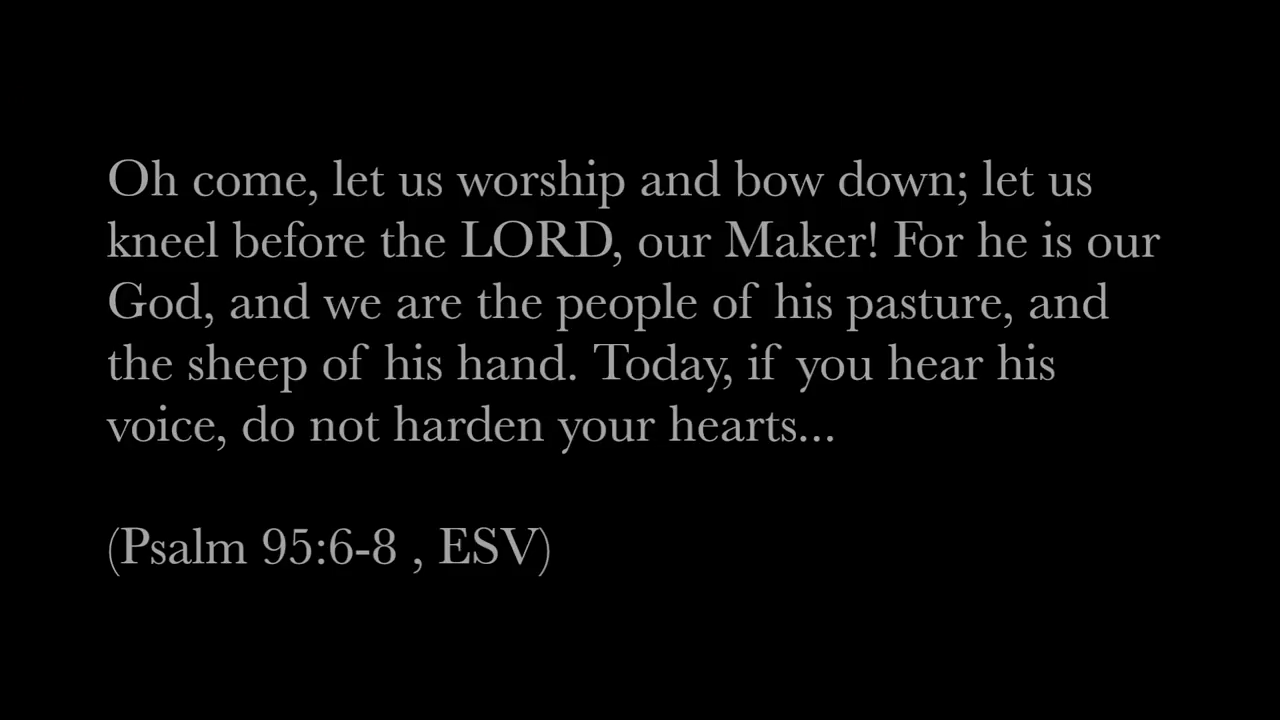 Oh come, let us worship and bow down; let us
kneel before the LORD, our Maker! For he is our
God, and we are the people of his pasture, and
the sheep of his hand. Today, if you hear his
voice, do not harden your hearts...
(Psalm 95:6-8 , ESV)